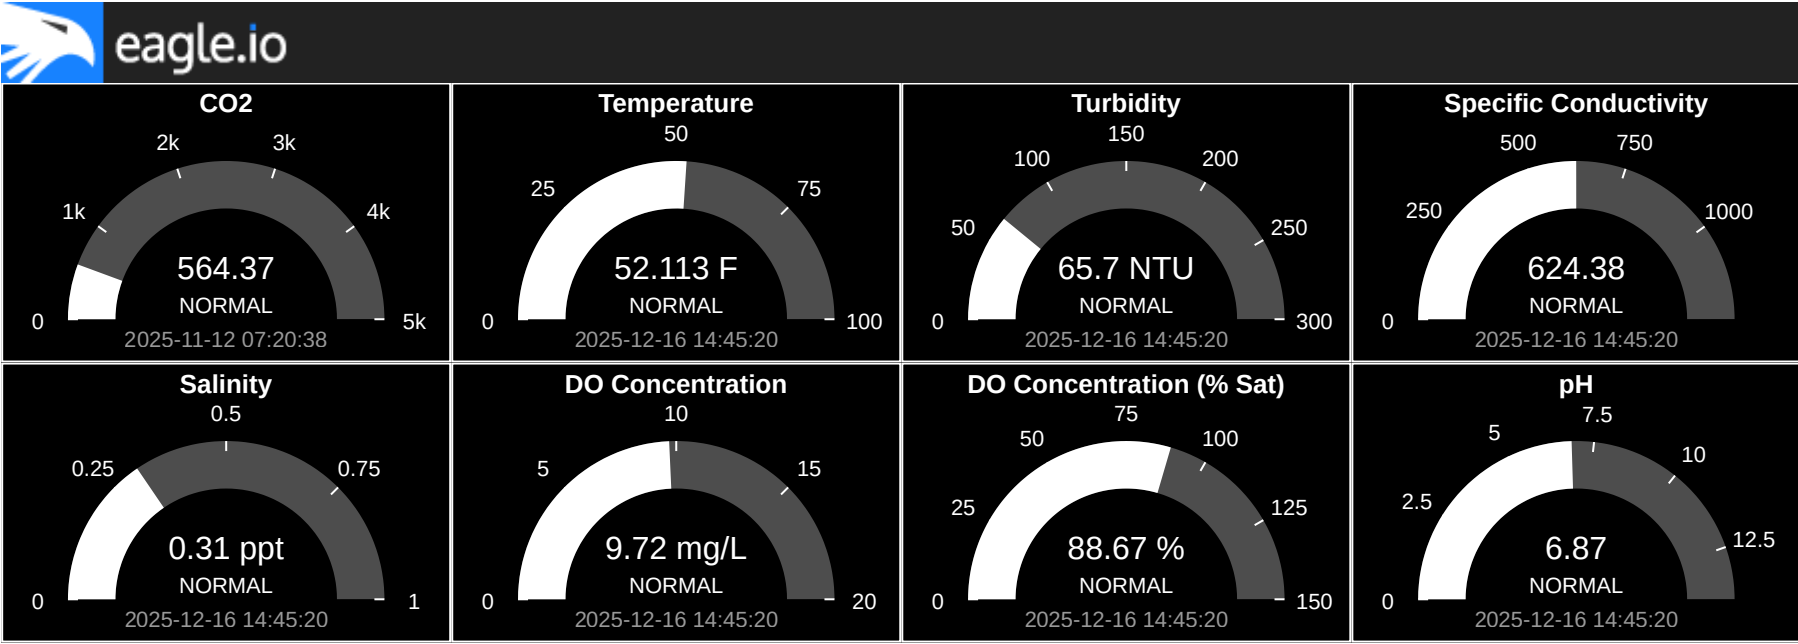 eagle.io
CO2
0
1k
2k
3k
4k
5k
564.37
NORMAL
2025-11-12 07:20:38
Temperature
0
25
50
75
100
52.113 F
NORMAL
2025-12-16 14:45:20
Turbidity
0
50
100
150
200
250
300
65.7 NTU
NORMAL
2025-12-16 14:45:20
Specific Conductivity
0
250
500
750
1000
624.38
NORMAL
2025-12-16 14:45:20
Salinity
0
0.25
0.5
0.75
1
0.31 ppt
NORMAL
2025-12-16 14:45:20
DO Concentration
0
5
10
15
20
9.72 mg/L
NORMAL
2025-12-16 14:45:20
DO Concentration (% Sat)
0
25
50
75
100
125
150
88.67 %
NORMAL
2025-12-16 14:45:20
pH
0
2.5
5
7.5
10
12.5
6.87
NORMAL
2025-12-16 14:45:20